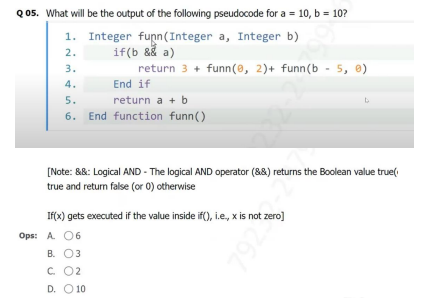 Q 05. What will be the output of the following pseudocode for a = 10, b = 10?
1. Integer funn(Integer a, Integer b)
2. if(b && a)
3. return 3 + funn(0, 2)+ funn(b - 5, 0)
4. End if
5. return a + b
6. End function funn()
[Note: &&: Logical AND - The logical AND operator (&&) returns the Boolean value true(
true and return false (or 0) otherwise
If(x) gets executed if the value inside if(), i.e., x is not zero]
Ops: A. 6
B. 3
C. 2
D. 10